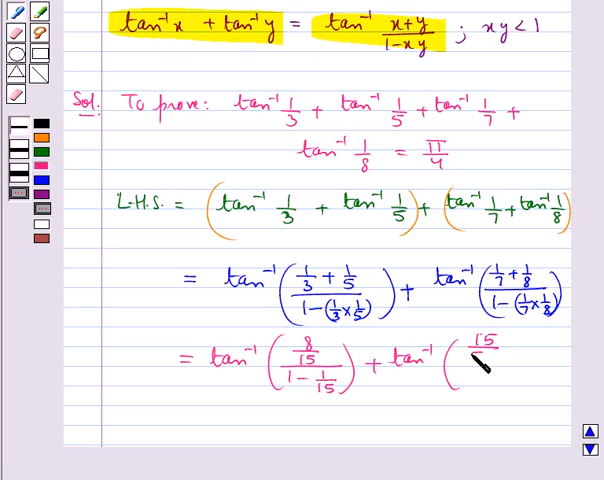 tan⁻¹x + tan⁻¹y = tan⁻¹ (x+y)/(1-xy) ; xy < 1
Sol: To prove: tan⁻¹ 1/3 + tan⁻¹ 1/5 + tan⁻¹ 1/7 +
tan⁻¹ 1/8 = π/4
L.H.S. = (tan⁻¹ 1/3 + tan⁻¹ 1/5) + (tan⁻¹ 1/7 + tan⁻¹ 1/8)
= tan⁻¹ ((1/3 + 1/5)/(1-(1/3 × 1/5))) + tan⁻¹ ((1/7 + 1/8)/(1-(1/7 × 1/8)))
= tan⁻¹ ((8/15)/(1 - 1/15)) + tan⁻¹ ( 15